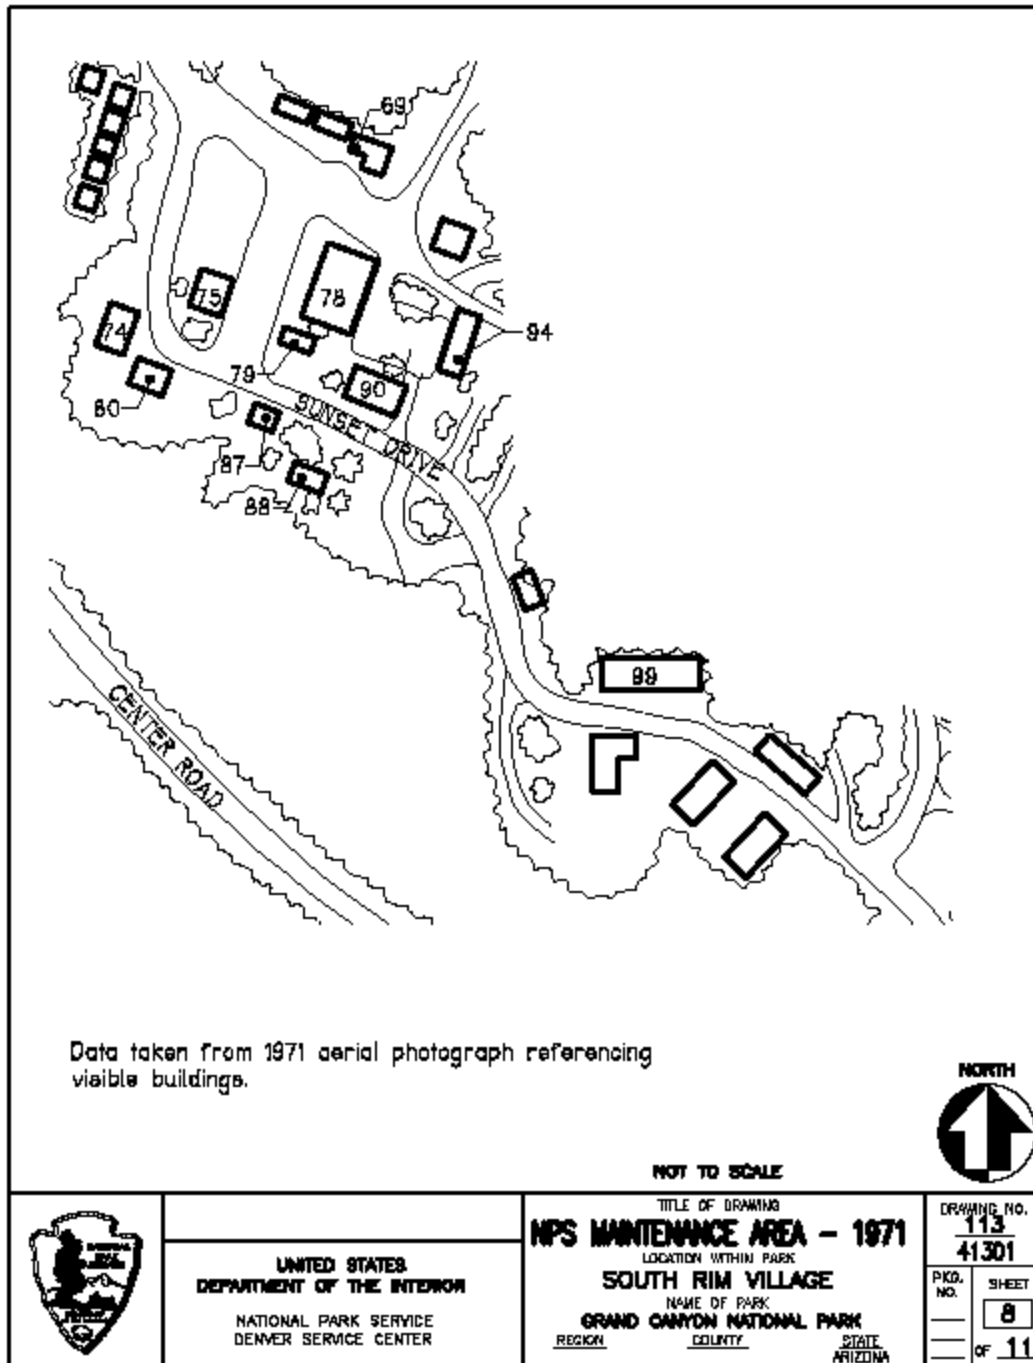 69
15
78
74
94
79
90
80
SUNSET DRIVE
87
88
99
CENTER ROAD
Data taken from 1971 aerial photograph referencing
visible buildings.
NORTH
NOT TO SCALE
UNITED STATES
DEPARTMENT OF THE INTERIOR
NATIONAL PARK SERVICE
DENVER SERVICE CENTER
TITLE OF DRAWING
NPS MAINTENANCE AREA - 1971
LOCATION WITHIN PARK
SOUTH RIM VILLAGE
NAME OF PARK
GRAND CANYON NATIONAL PARK
REGION COUNTY STATE
ARIZONA
DRAWING NO.
113
41301
PKG.
NO.
SHEET
8
OF 11